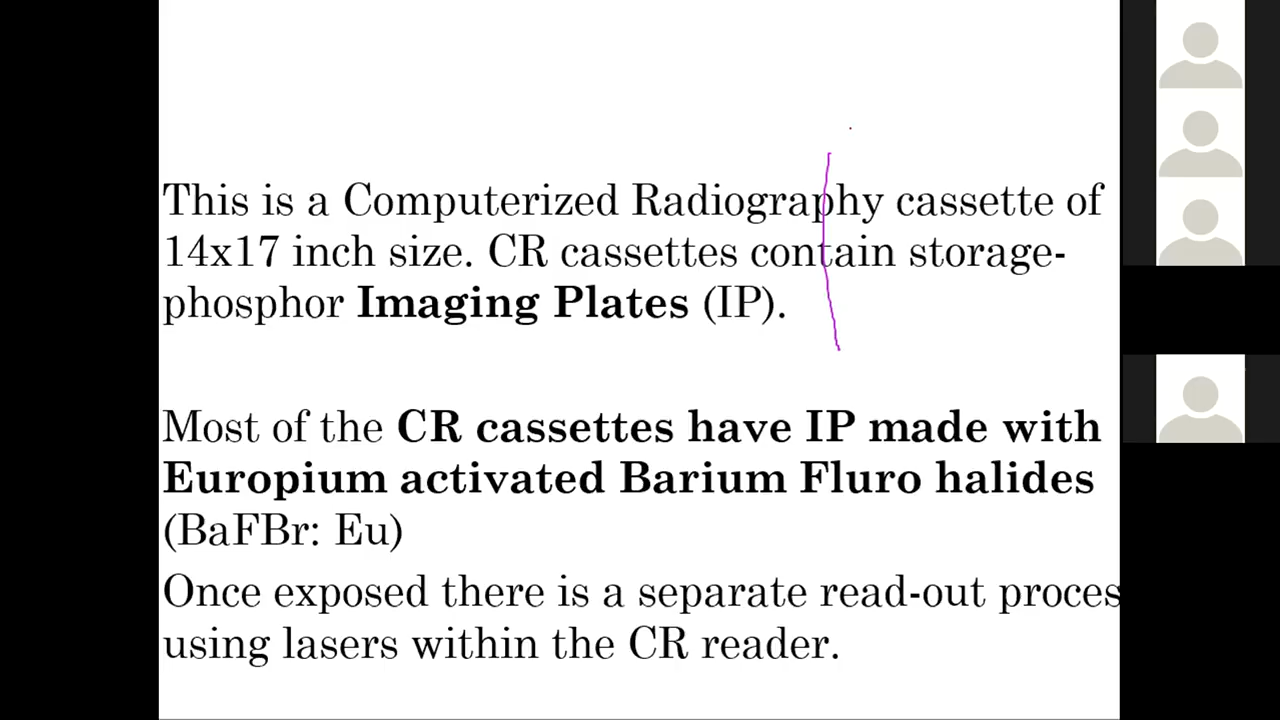 This is a Computerized Radiography cassette of
14x17 inch size. CR cassettes contain storage-
phosphor Imaging Plates (IP).
Most of the CR cassettes have IP made with
Europium activated Barium Fluro halides
(BaFBr: Eu)
Once exposed there is a separate read-out proces
using lasers within the CR reader.